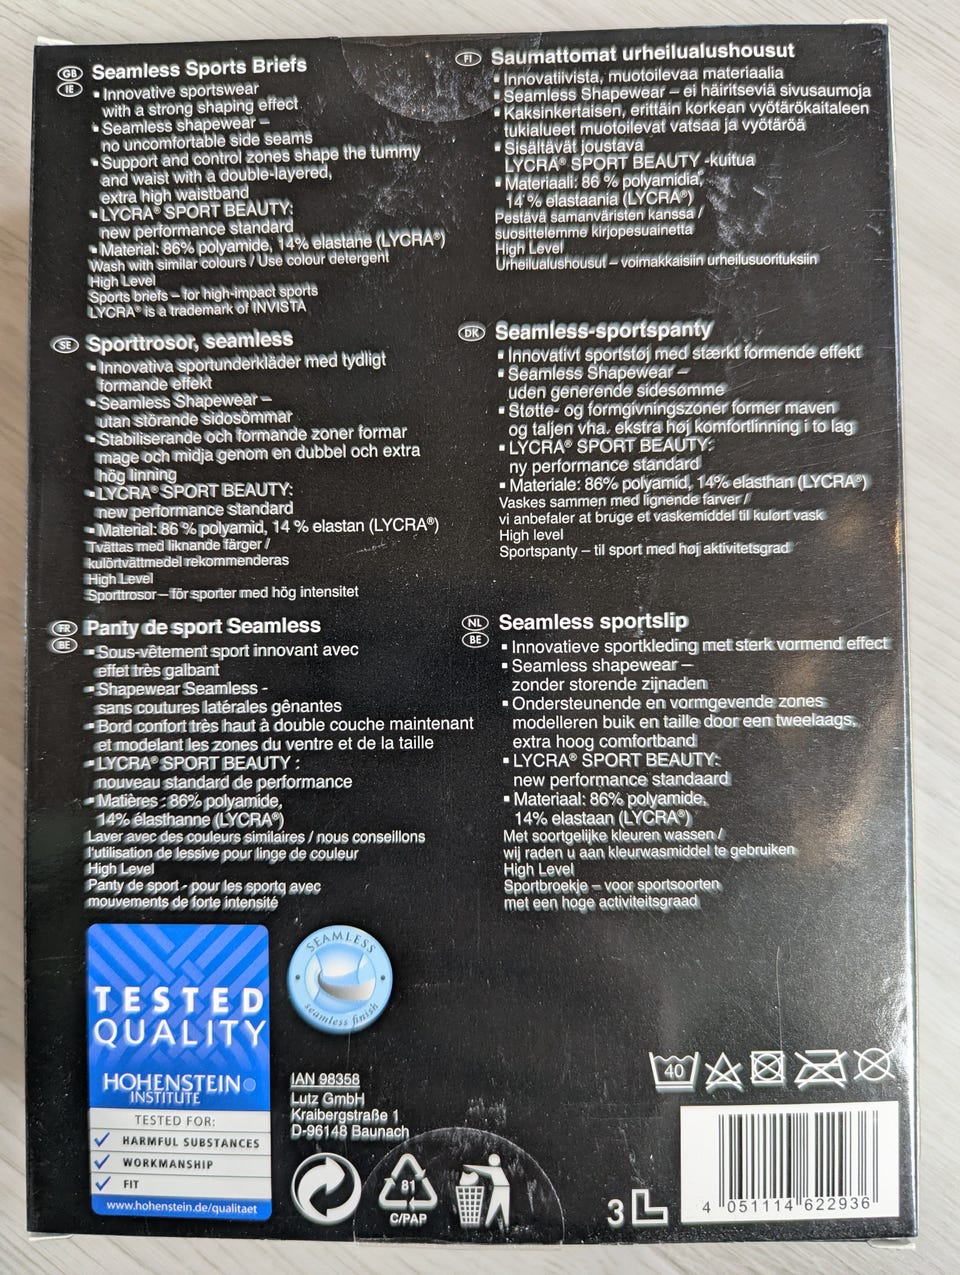 GB
IE
Seamless Sports Briefs
▪ Innovative sportswear
with a strong shaping effect
▪ Seamless shapewear –
no uncomfortable side seams
▪ Support and control zones shape the tummy
and waist with a double-layered,
extra high waistband
▪ LYCRA® SPORT BEAUTY:
new performance standard
▪ Material: 86% polyamide, 14% elastane (LYCRA®)
Wash with similar colours / Use colour detergent
High Level
Sports briefs – for high-impact sports
LYCRA® is a trademark of INVISTA
SE
Sporttrosor, seamless
▪ Innovativa sportunderkläder med tydligt
formande effekt
▪ Seamless Shapewear –
utan störande sidosömmar
▪ Stabiliserande och formande zoner formar
mage och midja genom en dubbel och extra
hög linning
▪ LYCRA® SPORT BEAUTY:
new performance standard
▪ Material: 86 % polyamid, 14 % elastan (LYCRA®)
Tvättas med liknande färger /
kulörtvättmedel rekommenderas
High Level
Sporttrosor – för sporter med hög intensitet
FR
BE
Panty de sport Seamless
▪ Sous-vêtement sport innovant avec
effet très galbant
▪ Shapewear Seamless -
sans coutures latérales gênantes
▪ Bord confort très haut à double couche maintenant
et modelant les zones du ventre et de la taille
▪ LYCRA® SPORT BEAUTY :
nouveau standard de performance
▪ Matières : 86% polyamide,
14% élasthanne (LYCRA®)
Laver avec des couleurs similaires / nous conseillons
l'utilisation de lessive pour linge de couleur
High Level
Panty de sport - pour les sportq avec
mouvements de forte intensité
FI
Saumattomat urheilualushousut
▪ Innovatiivista, muotoilevaa materiaalia
▪ Seamless Shapewear – ei häiritseviä sivusaumoja
▪ Kaksinkertaisen, erittäin korkean vyötärökaitaleen
tukialueet muotoilevat vatsaa ja vyötäröä
▪ Sisältävät joustava
LYCRA® SPORT BEAUTY -kuitua
▪ Materiaali: 86 % polyamidia,
14 % elastaania (LYCRA®)
Pestävä samanväristen kanssa /
suosittelemme kirjopesuainetta
High Level
Urheilualushousut – voimakkaisiin urheilusuorituksiin
DK
Seamless-sportspanty
▪ Innovativt sportstøj med stærkt formende effekt
▪ Seamless Shapewear –
uden generende sidesømme
▪ Støtte- og formgivningszoner former maven
og taljen vha. ekstra høj komfortlinning i to lag
▪ LYCRA® SPORT BEAUTY:
ny performance standard
▪ Materiale: 86% polyamid, 14% elasthan (LYCRA®)
Vaskes sammen med lignende farver /
vi anbefaler at bruge et vaskemiddel til kulørt vask
High level
Sportspanty – til sport med høj aktivitetsgrad
NL
BE
Seamless sportslip
▪ Innovatieve sportkleding met sterk vormend effect
▪ Seamless shapewear –
zonder storende zijnaden
▪ Ondersteunende en vormgevende zones
modelleren buik en taille door een tweelaags,
extra hoog comfortband
▪ LYCRA® SPORT BEAUTY:
new performance standaard
▪ Materiaal: 86% polyamide,
14% elastaan (LYCRA®)
Met soortgelijke kleuren wassen /
wij raden u aan kleurwasmiddel te gebruiken
High Level
Sportbroekje – voor sportsoorten
met een hoge activiteitsgraad
TESTED
QUALITY
HOHENSTEIN
INSTITUTE
TESTED FOR:
HARMFUL SUBSTANCES
WORKMANSHIP
FIT
www.hohenstein.de/qualitaet
SEAMLESS
seamless finish
IAN 98358
Lutz GmbH
Kraibergstraße 1
D-96148 Baunach
81
C/PAP
40
3 L
4 051114 622936